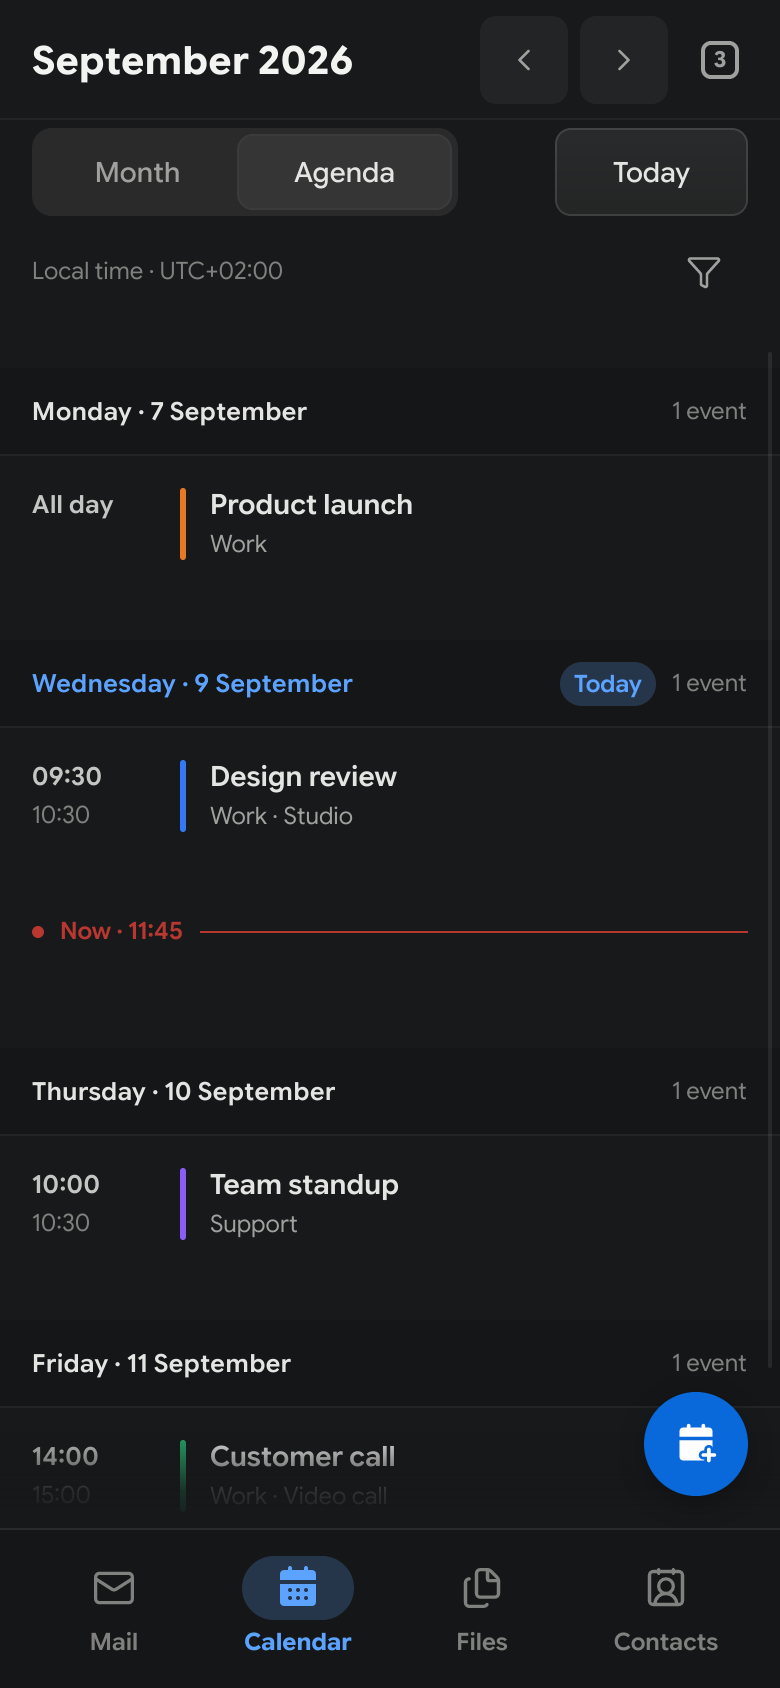 September 2026
3
Month
Agenda
Today
Local time · UTC+02:00
Monday · 7 September
1 event
All day
Product launch
Work
Wednesday · 9 September
Today
1 event
09:30
Design review
10:30
Work · Studio
Now · 11:45
Thursday · 10 September
1 event
10:00
Team standup
10:30
Support
Friday · 11 September
1 event
14:00
Customer call
15:00
Work · Video call
Mail
Calendar
Files
Contacts